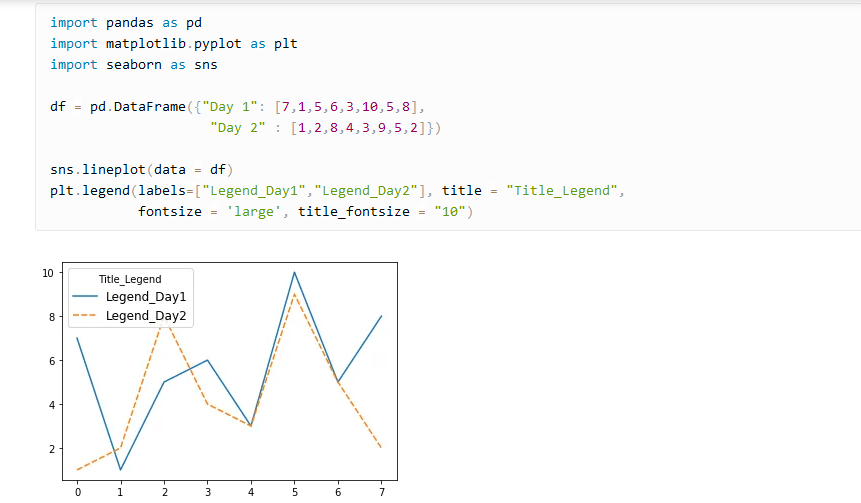 import pandas as pd
import matplotlib.pyplot as plt
import seaborn as sns
df = pd.DataFrame({"Day 1": [7,1,5,6,3,10,5,8],
"Day 2" : [1,2,8,4,3,9,5,2]})
sns.lineplot(data = df)
plt.legend(labels=["Legend_Day1","Legend_Day2"], title = "Title_Legend",
fontsize = 'large', title_fontsize = "10")
10
8
6
4
2
Title_Legend
Legend_Day1
Legend_Day2
0 1 2 3 4 5 6 7